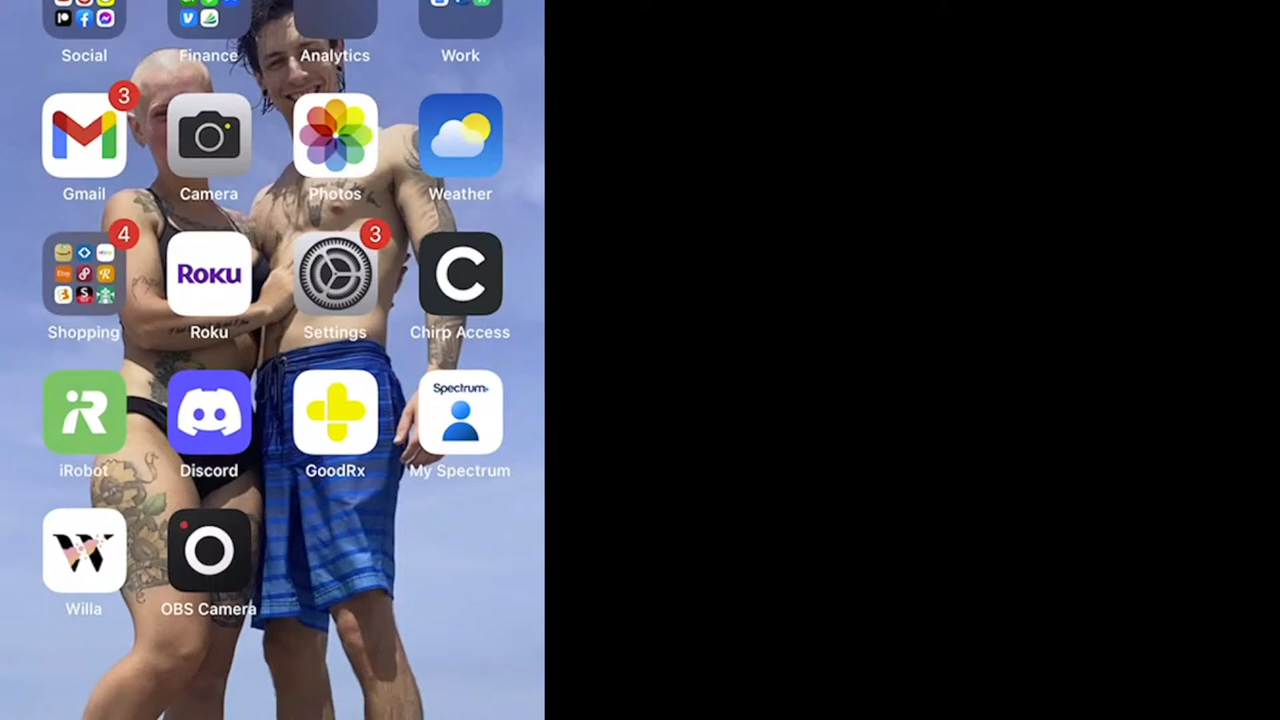 Social Finance Analytics Work
3
Gmail Camera Photos Weather
4 3
Roku C
Shopping Roku Settings Chirp Access
iR Spectrum
iRobot Discord GoodRx My Spectrum
W
Willa OBS Camera